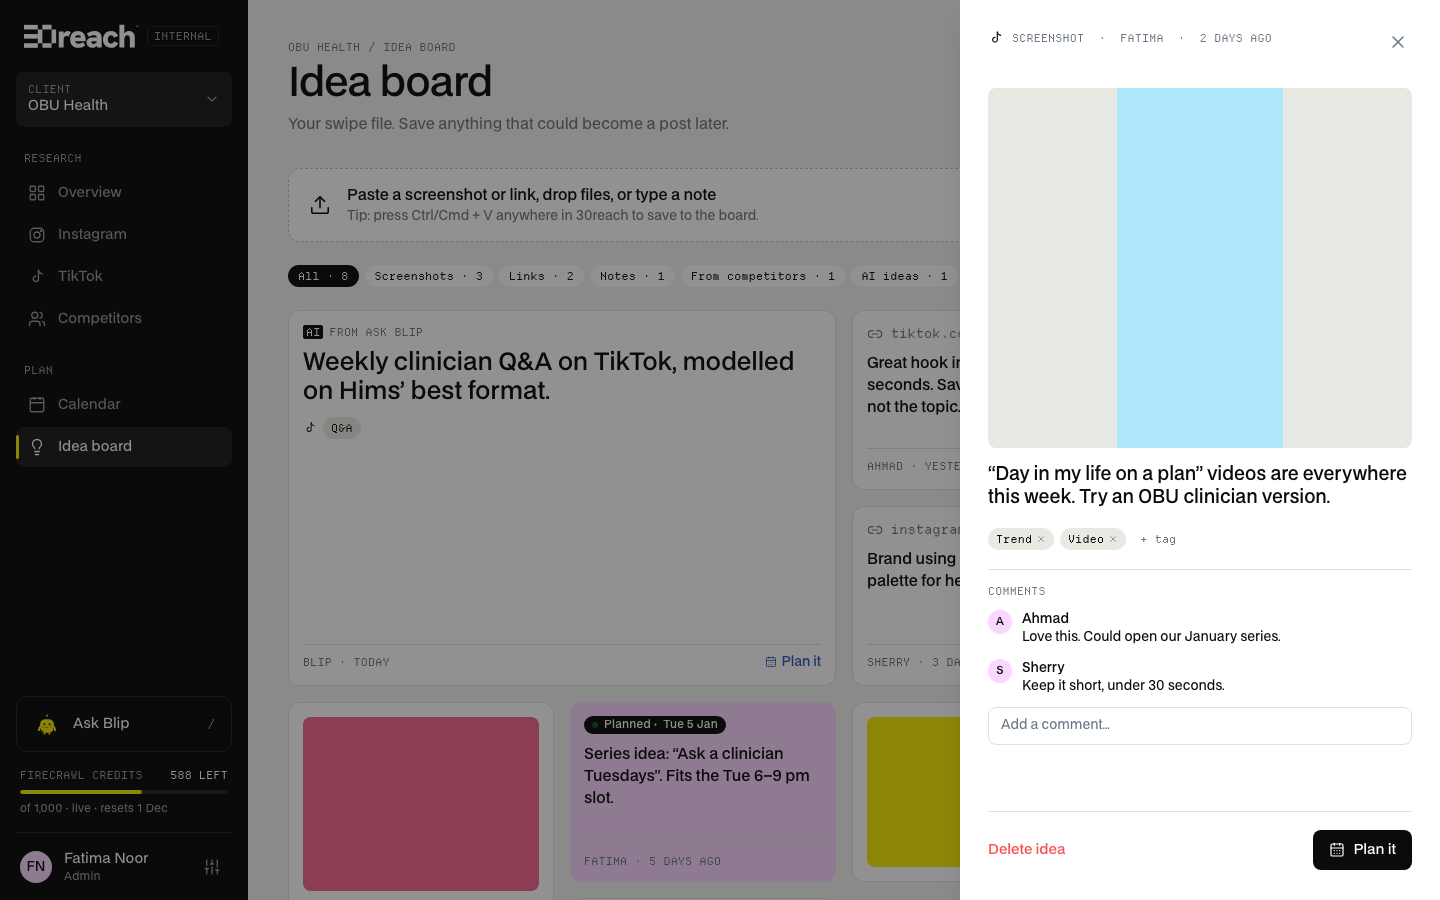 30reach INTERNAL
CLIENT
OBU Health
RESEARCH
Overview
Instagram
TikTok
Competitors
PLAN
Calendar
Idea board
Ask Blip /
FIRECRAWL CREDITS 588 LEFT
of 1,000 · live · resets 1 Dec
FN
Fatima Noor
Admin
OBU HEALTH / IDEA BOARD
Idea board
Your swipe file. Save anything that could become a post later.
Paste a screenshot or link, drop files, or type a note
Tip: press Ctrl/Cmd + V anywhere in 30reach to save to the board.
All · 8 Screenshots · 3 Links · 2 Notes · 1 From competitors · 1 AI ideas · 1
AI FROM ASK BLIP
Weekly clinician Q&A on TikTok, modelled
on Hims’ best format.
Q&A
BLIP · TODAY Plan it
Great hook
seconds.
not the topic.
AHMAD ·
Brand using
palette for
SHERRY · 3
Planned · Tue 5 Jan
Series idea: “Ask a clinician
Tuesdays”. Fits the Tue 6–9 pm
slot.
FATIMA · 5 DAYS AGO
SCREENSHOT · FATIMA · 2 DAYS AGO
“Day in my life on a plan” videos are everywhere
this week. Try an OBU clinician version.
Trend × Video × + tag
COMMENTS
A
Ahmad
Love this. Could open our January series.
S
Sherry
Keep it short, under 30 seconds.
Add a comment…
Delete idea Plan it